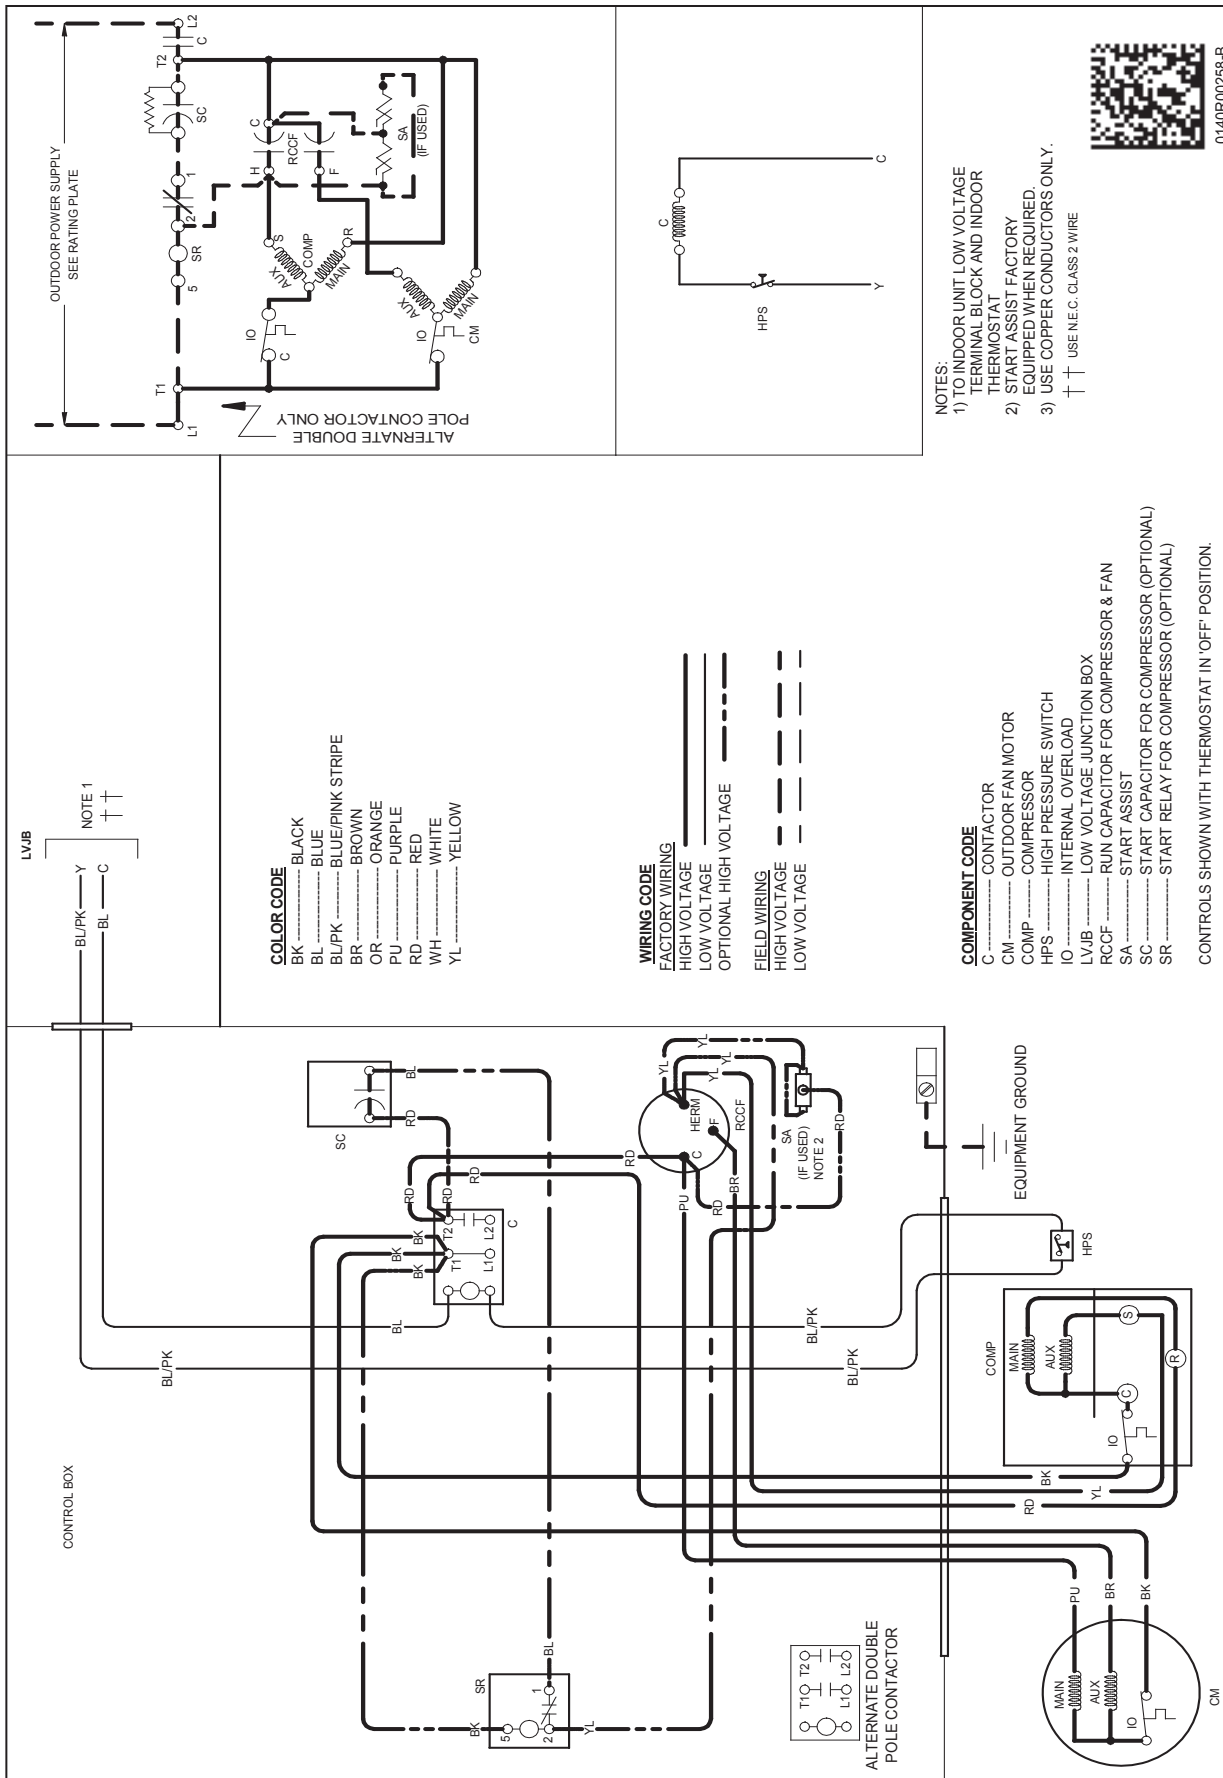 OUTDOOR POWER SUPPLY
SEE RATING PLATE
L1
T1
5
SR
2
1
SC
T2
C
L2
IO
C
S
AUX
COMP
MAIN
R
H
C
RCCF
F
SA
(IF USED)
IO
AUX
MAIN
CM
ALTERNATE DOUBLE
POLE CONTACTOR ONLY
C
HPS
Y
C
NOTES:
1) TO INDOOR UNIT LOW VOLTAGE
TERMINAL BLOCK AND INDOOR
THERMOSTAT
2) START ASSIST FACTORY
EQUIPPED WHEN REQUIRED.
3) USE COPPER CONDUCTORS ONLY.
USE N.E.C. CLASS 2 WIRE
0140R00258-B
LVJB
NOTE 1
BL/PK
Y
BL
C
COLOR CODE
BK ---------- BLACK
BL ---------- BLUE
BL/PK ---------- BLUE/PINK STRIPE
BR ---------- BROWN
OR ---------- ORANGE
PU ---------- PURPLE
RD ---------- RED
WH ---------- WHITE
YL ---------- YELLOW
WIRING CODE
FACTORY WIRING
HIGH VOLTAGE
LOW VOLTAGE
OPTIONAL HIGH VOLTAGE
FIELD WIRING
HIGH VOLTAGE
LOW VOLTAGE
COMPONENT CODE
C ---------- CONTACTOR
CM ---------- OUTDOOR FAN MOTOR
COMP ---------- COMPRESSOR
HPS ---------- HIGH PRESSURE SWITCH
IO ---------- INTERNAL OVERLOAD
LVJB ---------- LOW VOLTAGE JUNCTION BOX
RCCF ---------- RUN CAPACITOR FOR COMPRESSOR & FAN
SA ---------- START ASSIST
SC ---------- START CAPACITOR FOR COMPRESSOR (OPTIONAL)
SR ---------- START RELAY FOR COMPRESSOR (OPTIONAL)
CONTROLS SHOWN WITH THERMOSTAT IN 'OFF' POSITION.
CONTROL BOX
BL/PK
BL
SC
RD
BL
BK
BK
BK
RD
RD
T2
T1
L2
L1
C
RD
RD
BL/PK
BL/PK
SR
BK
5
2
1
BL
YL
HERM
F
C
RCCF
YL
YL
YL
YL
PU
RD
BR
SA
(IF USED)
NOTE 2
RD
ALTERNATE DOUBLE
POLE CONTACTOR
T1
T2
L1
L2
EQUIPMENT GROUND
HPS
COMP
MAIN
AUX
S
R
C
IO
BK
YL
RD
PU
BR
BK
MAIN
AUX
IO
CM